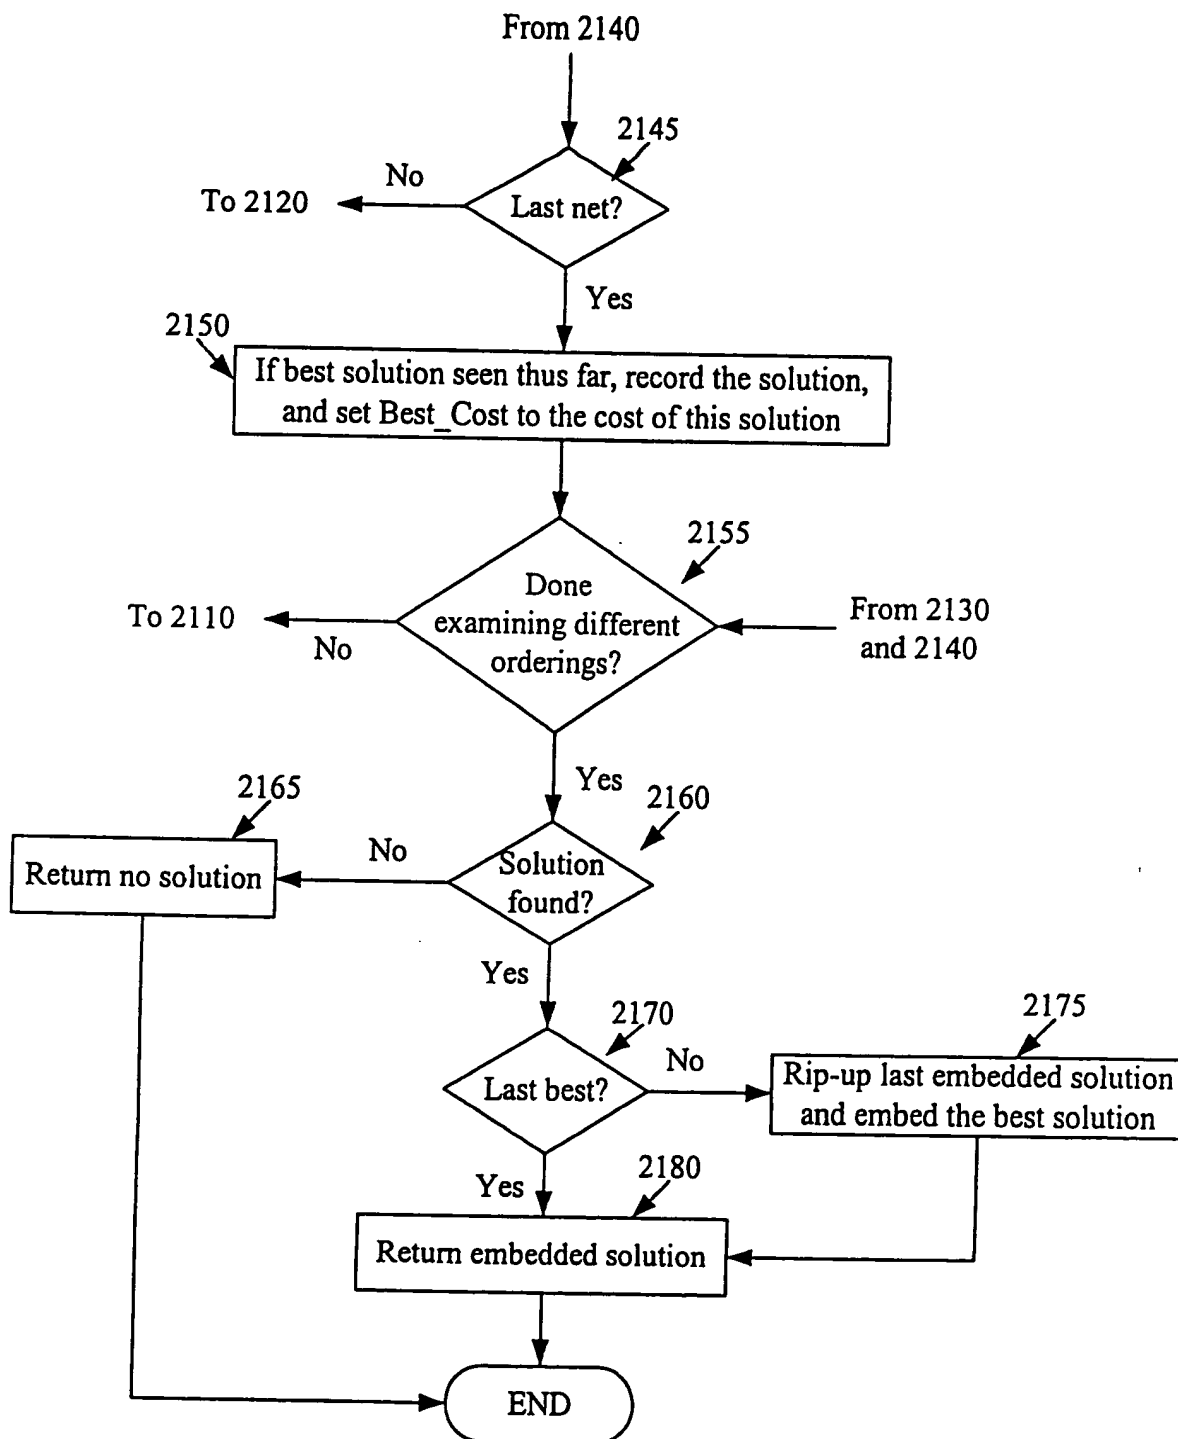 From 2140
2145
No
To 2120
Last net?
Yes
2150
If best solution seen thus far, record the solution,
and set Best_Cost to the cost of this solution
2155
Done
examining different
orderings?
To 2110
No
From 2130
and 2140
Yes
2160
2165
No
Return no solution
Solution
found?
Yes
2170
2175
No
Last best?
Rip-up last embedded solution
and embed the best solution
Yes
2180
Return embedded solution
END